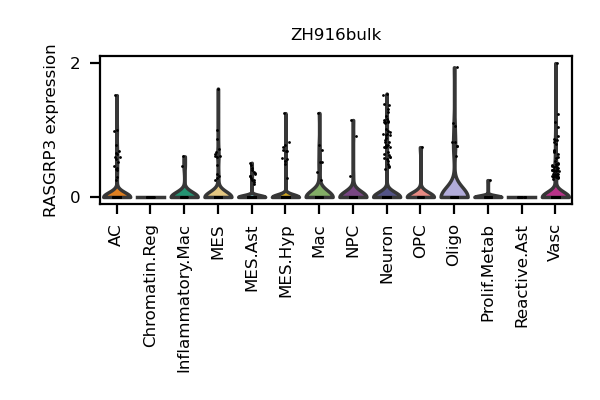 ZH916bulk
RASGRP3 expression
2
0
AC
Chromatin.Reg
Inflammatory.Mac
MES
MES.Ast
MES.Hyp
Mac
NPC
Neuron
OPC
Oligo
Prolif.Metab
Reactive.Ast
Vasc